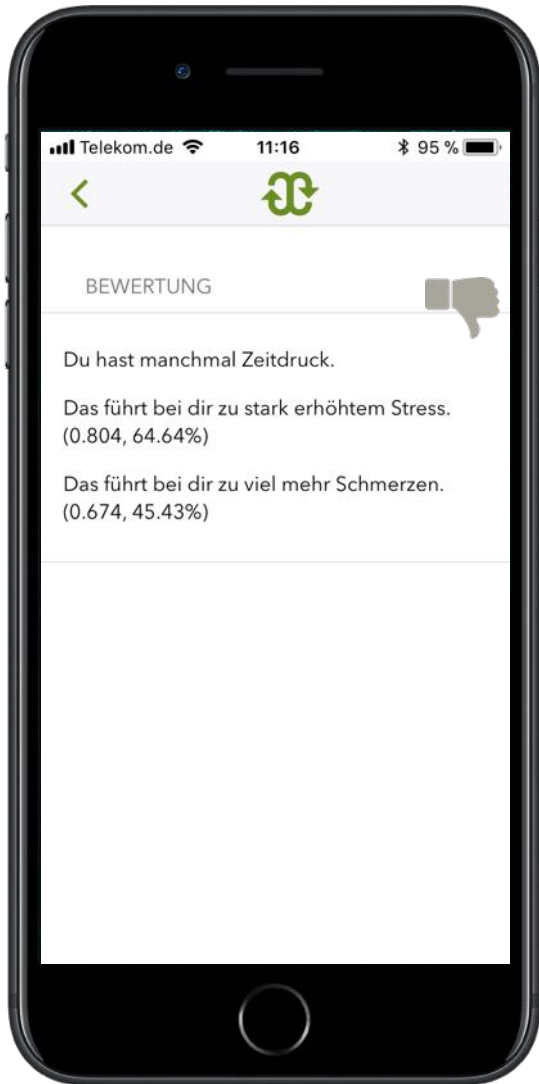 Telekom.de 11:16 95 %
BEWERTUNG
Du hast manchmal Zeitdruck.
Das führt bei dir zu stark erhöhtem Stress.
(0.804, 64.64%)
Das führt bei dir zu viel mehr Schmerzen.
(0.674, 45.43%)